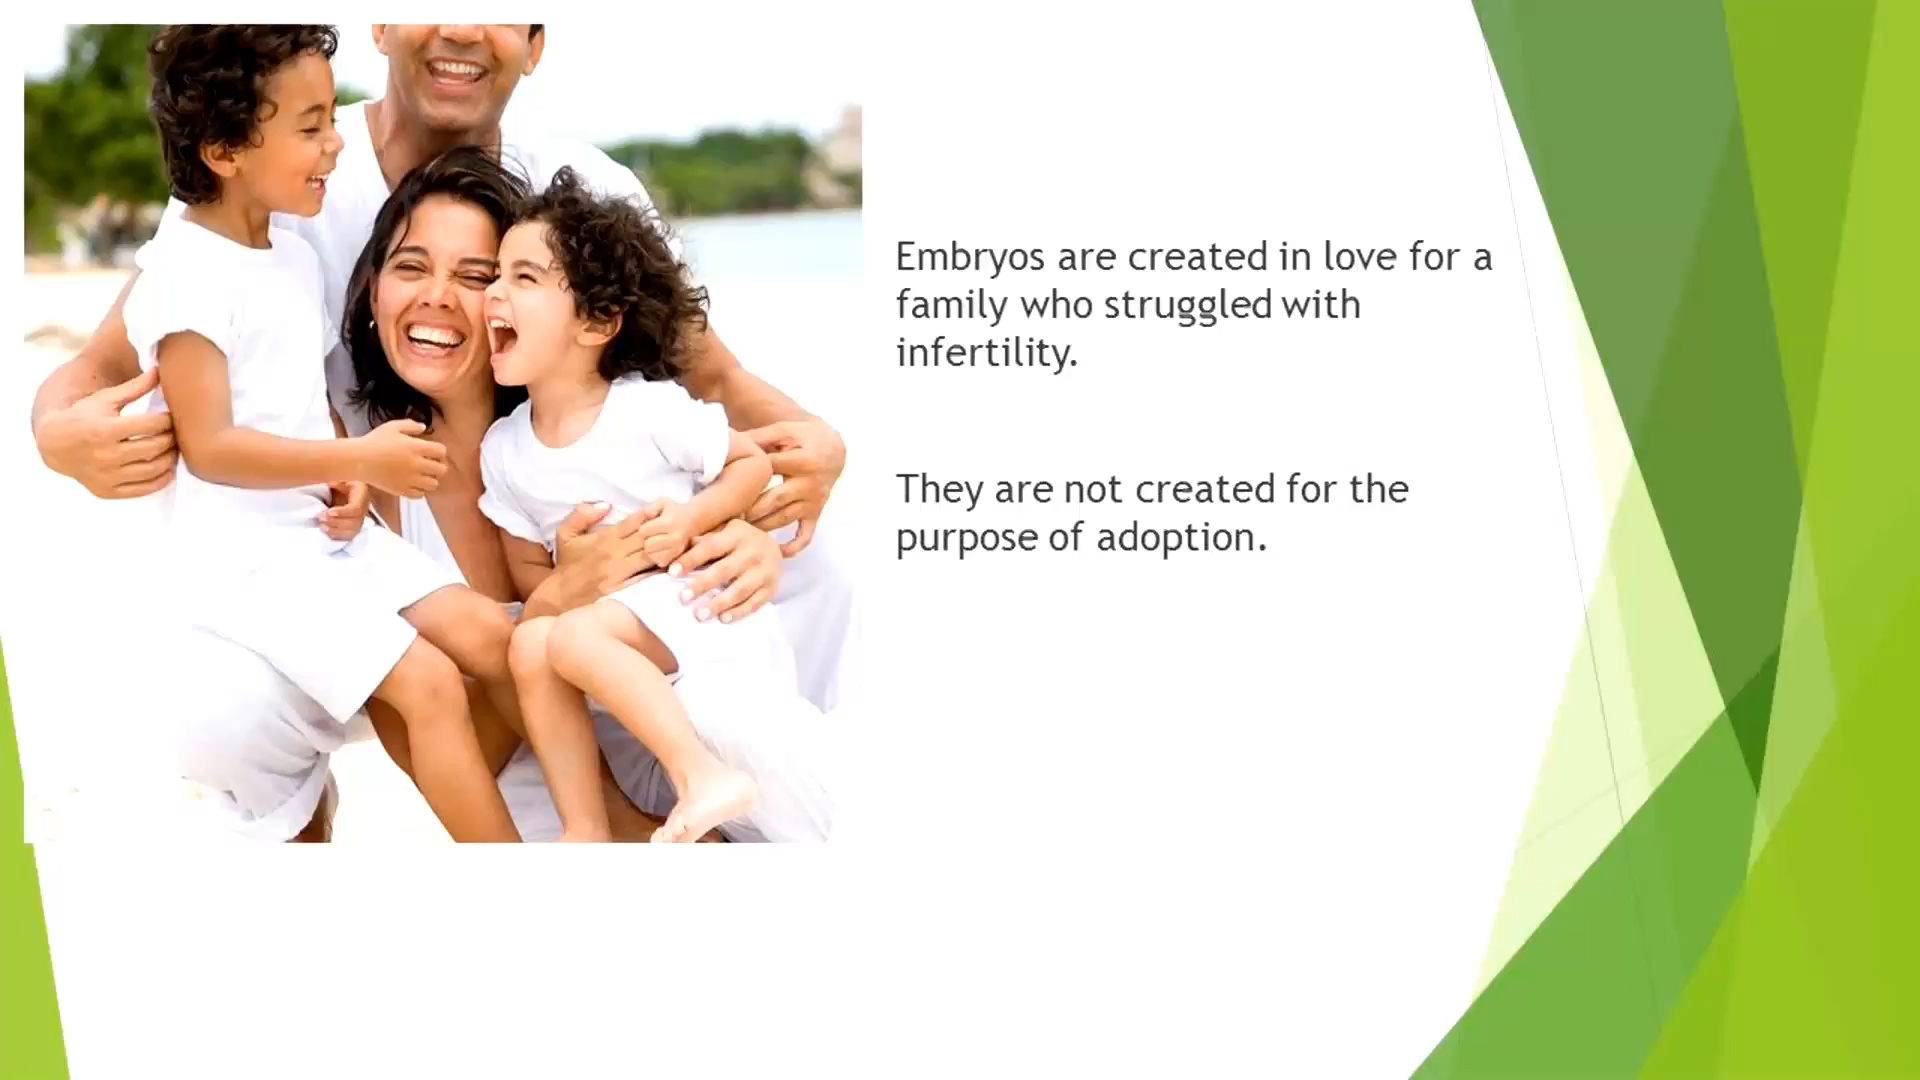 Embryos are created in love for a
family who struggled with
infertility.
They are not created for the
purpose of adoption.